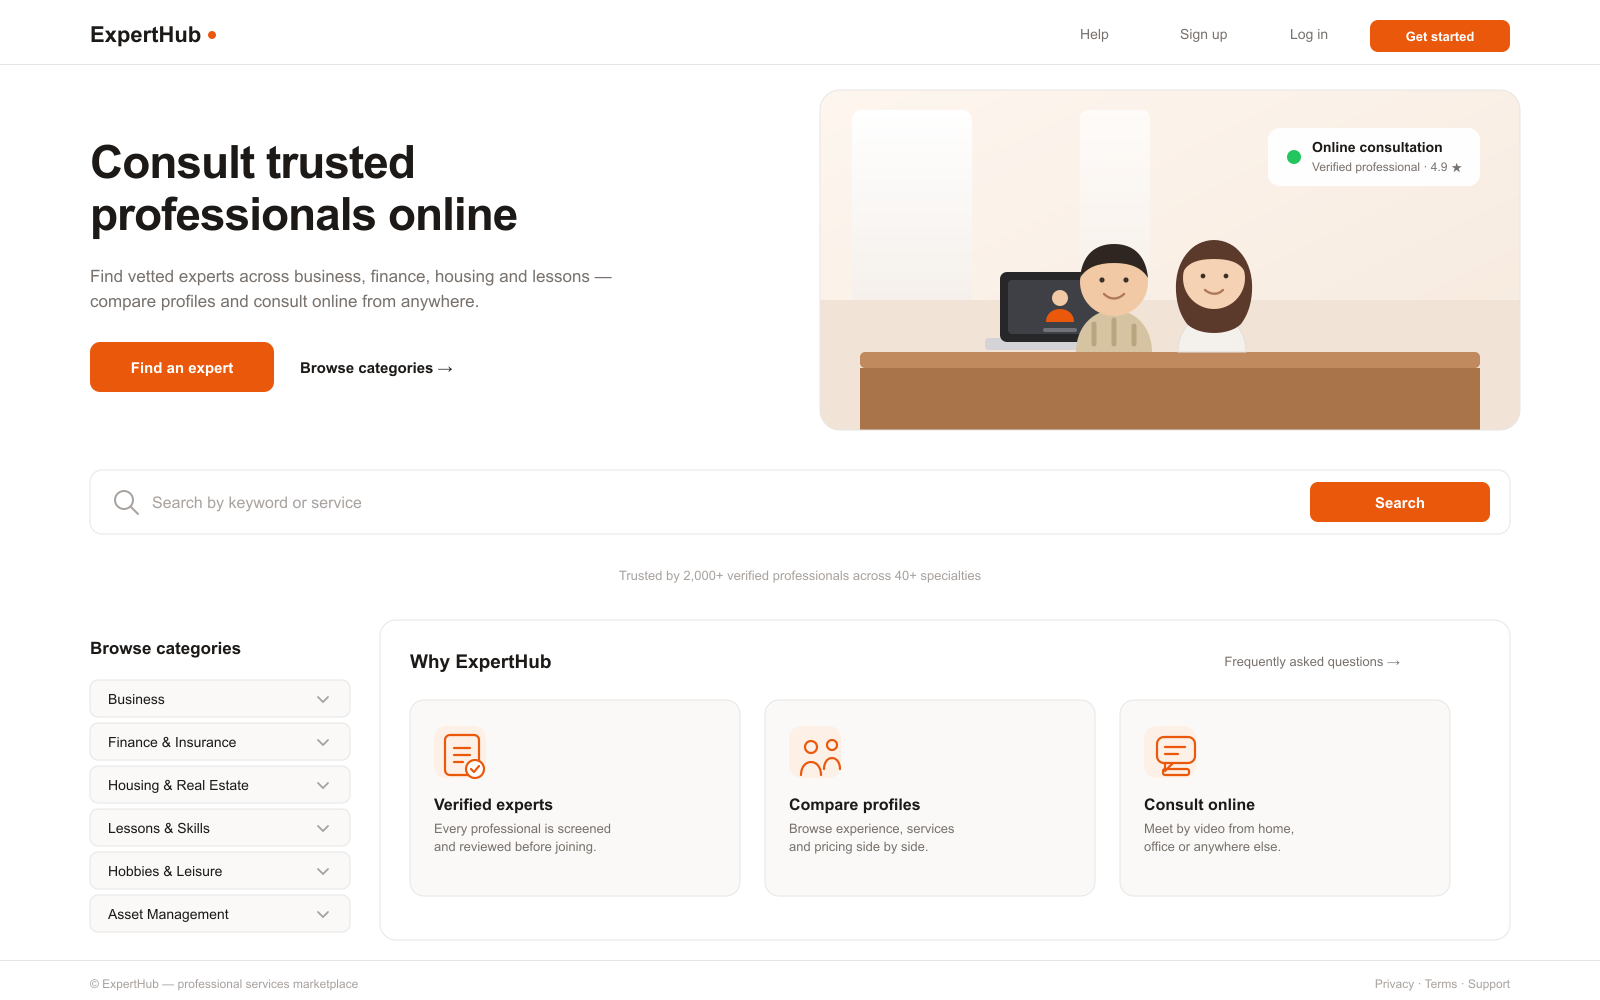 ExpertHub
Help
Sign up
Log in
Get started
Consult trusted
professionals online
Find vetted experts across business, finance, housing and lessons —
compare profiles and consult online from anywhere.
Find an expert
Browse categories →
Online consultation
Verified professional · 4.9 ★
Search by keyword or service
Search
Trusted by 2,000+ verified professionals across 40+ specialties
Browse categories
Business
Finance & Insurance
Housing & Real Estate
Lessons & Skills
Hobbies & Leisure
Asset Management
Why ExpertHub
Frequently asked questions →
Verified experts
Every professional is screened
and reviewed before joining.
Compare profiles
Browse experience, services
and pricing side by side.
Consult online
Meet by video from home,
office or anywhere else.
© ExpertHub — professional services marketplace
Privacy · Terms · Support